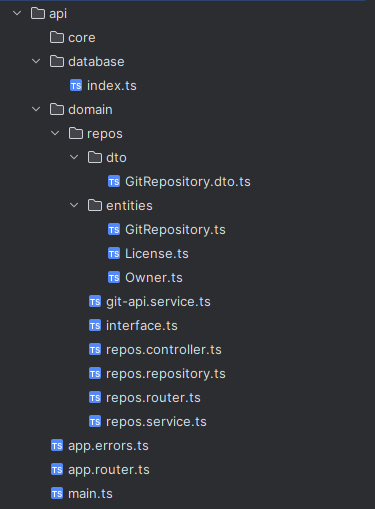 api
core
database
TS index.ts
domain
repos
dto
TS GitRepository.dto.ts
entities
TS GitRepository.ts
TS License.ts
TS Owner.ts
TS git-api.service.ts
TS interface.ts
TS repos.controller.ts
TS repos.repository.ts
TS repos.router.ts
TS repos.service.ts
TS app.errors.ts
TS app.router.ts
TS main.ts